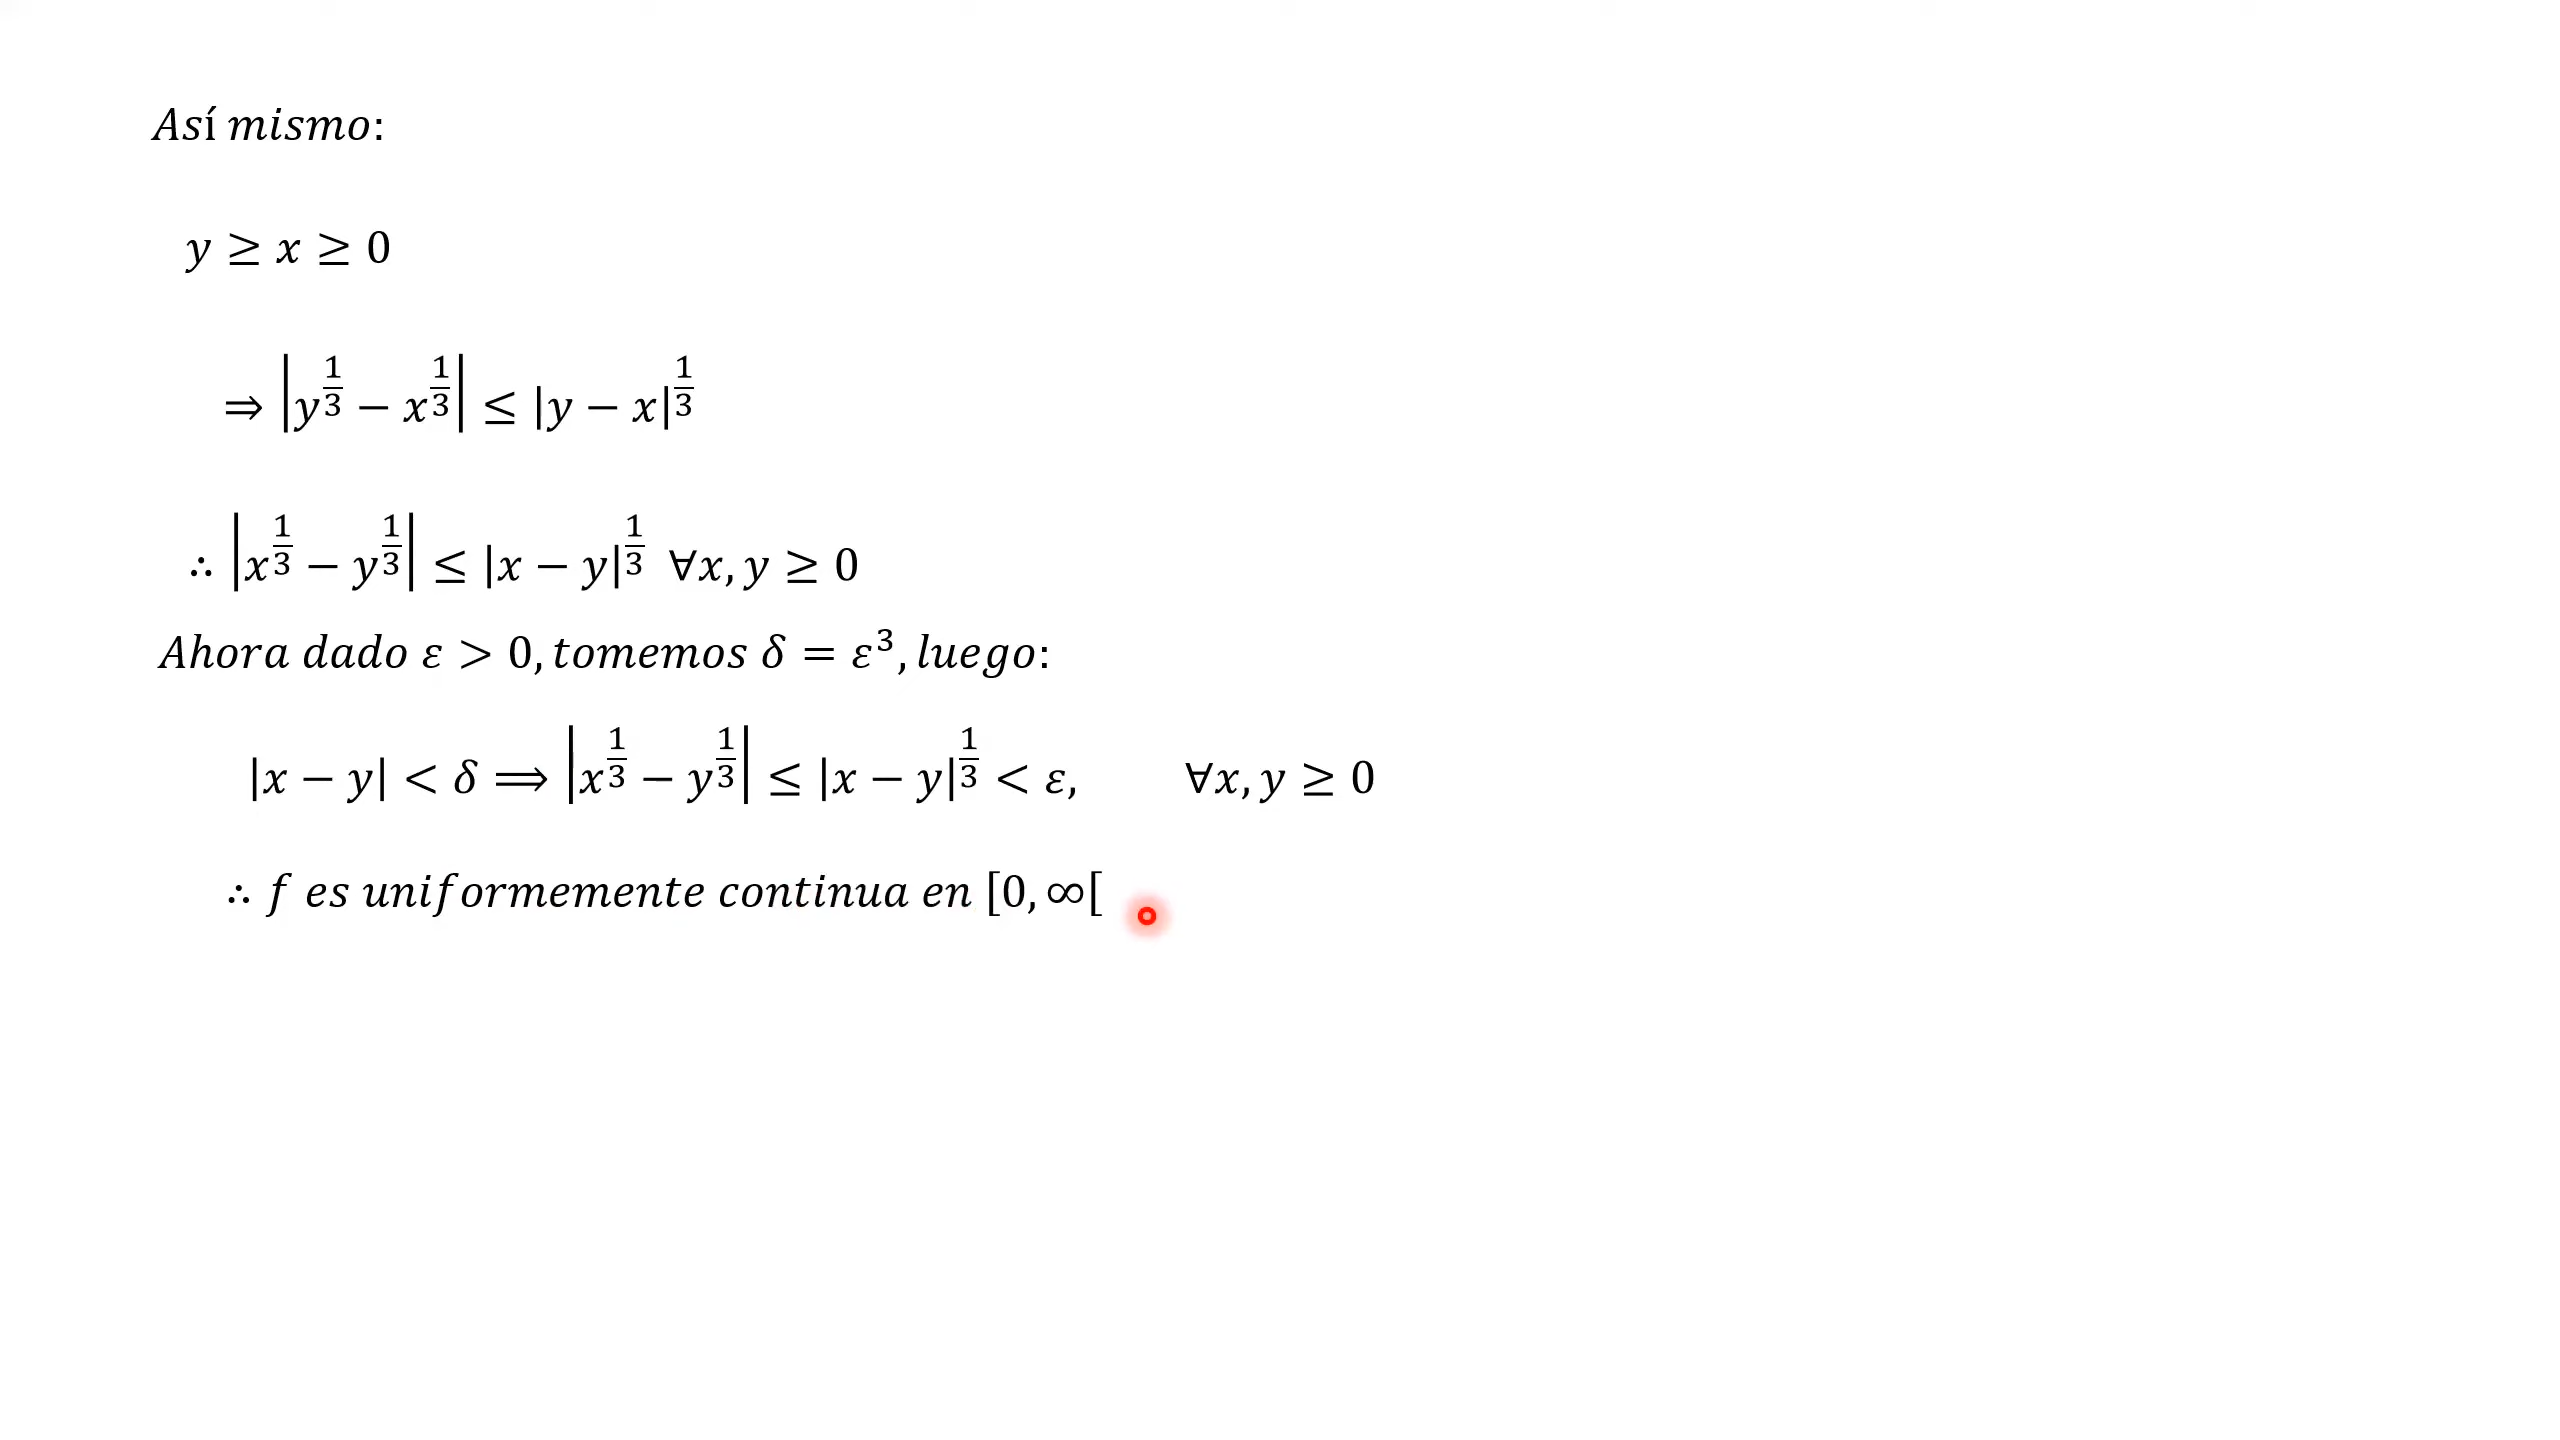 Así mismo:
y ≥ x ≥ 0
⇒ |y^{1/3} − x^{1/3}| ≤ |y − x|^{1/3}
∴ |x^{1/3} − y^{1/3}| ≤ |x − y|^{1/3} ∀x, y ≥ 0
Ahora dado ε > 0, tomemos δ = ε³, luego:
|x − y| < δ ⟹ |x^{1/3} − y^{1/3}| ≤ |x − y|^{1/3} < ε, ∀x, y ≥ 0
∴ f es uniformemente continua en [0, ∞[